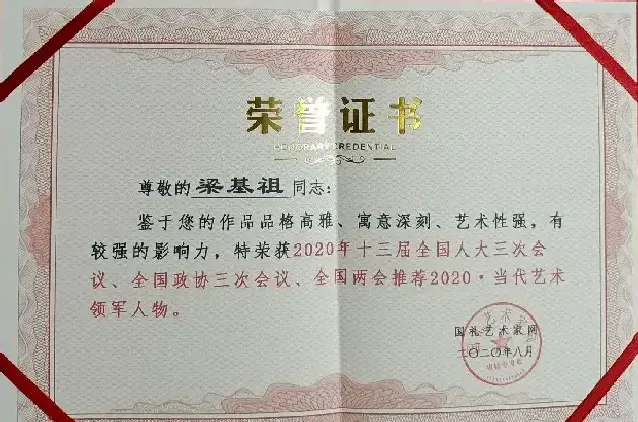 荣誉证书
HONORARY CREDENTIAL
尊敬的梁基祖同志：
鉴于您的作品品格高雅、寓意深刻、艺术性强，有
较强的影响力，特荣获2020年十三届全国人大三次会
议、全国政协三次会议、全国两会推荐2020·当代艺术
领军人物。
国礼艺术家网
二〇二〇年八月